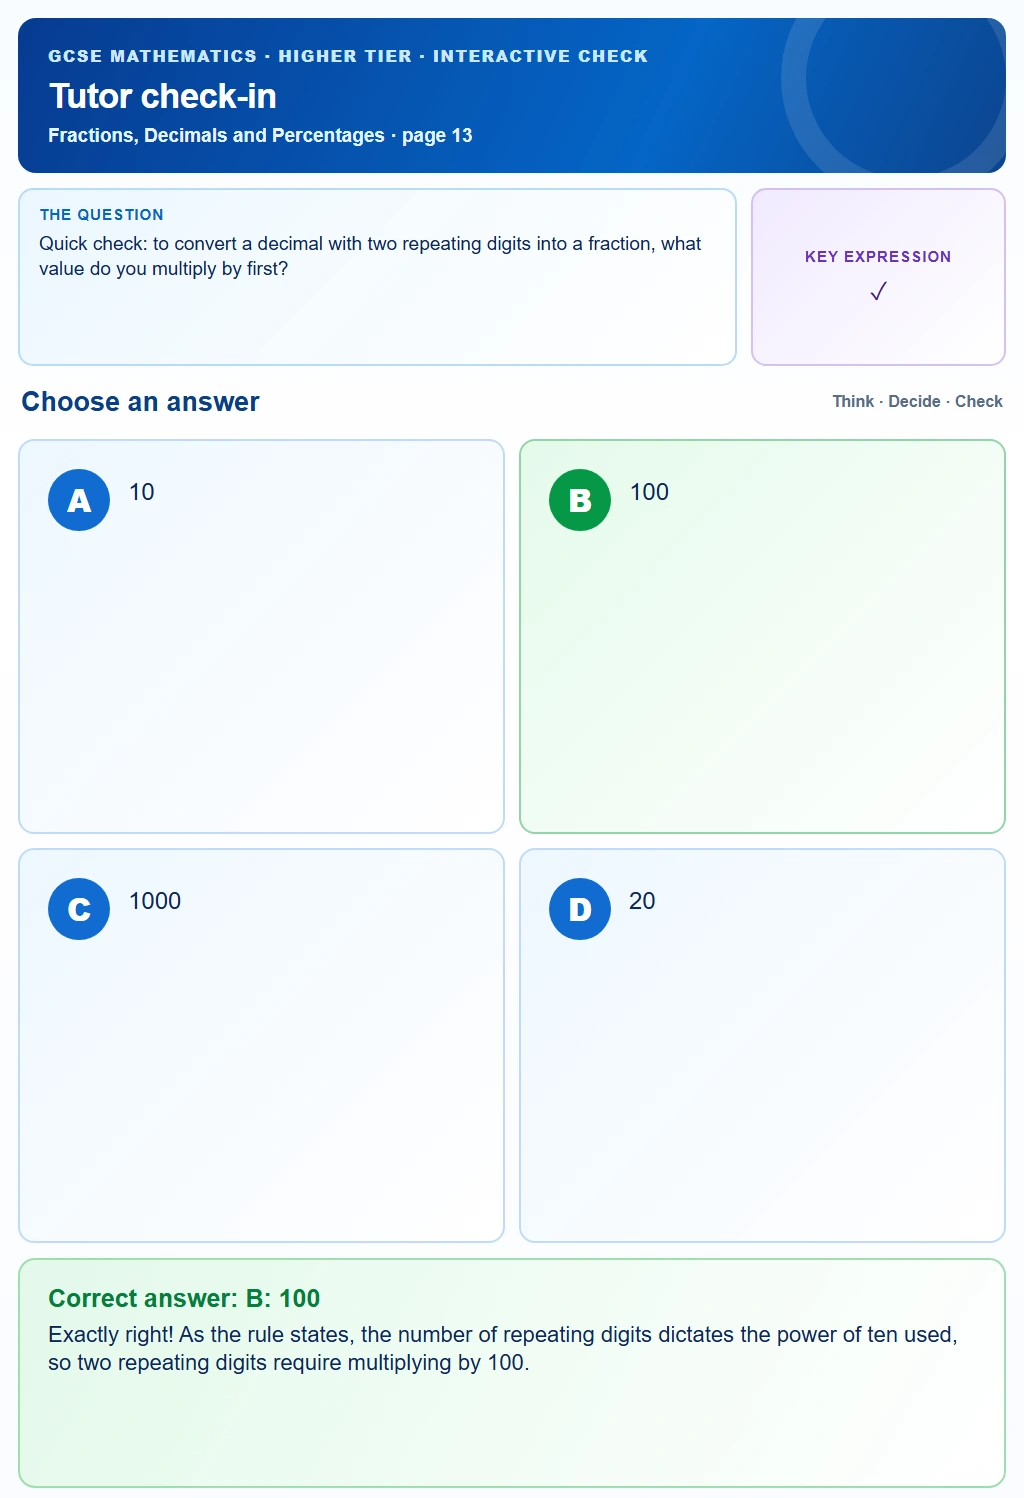 GCSE MATHEMATICS · HIGHER TIER · INTERACTIVE CHECK
Tutor check-in
Fractions, Decimals and Percentages · page 13
THE QUESTION
Quick check: to convert a decimal with two repeating digits into a fraction, what
value do you multiply by first?
KEY EXPRESSION
✓
Choose an answer
Think · Decide · Check
A 10
B 100
C 1000
D 20
Correct answer: B: 100
Exactly right! As the rule states, the number of repeating digits dictates the power of ten used,
so two repeating digits require multiplying by 100.